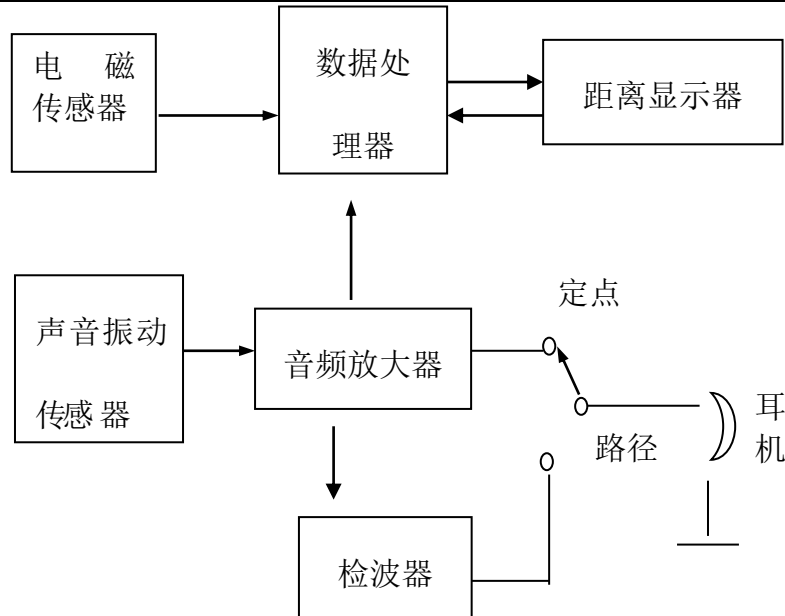 电 磁
传感器
数据处
理器
距离显示器
声音振动
传感器
音频放大器
定点
路径
耳
机
检波器